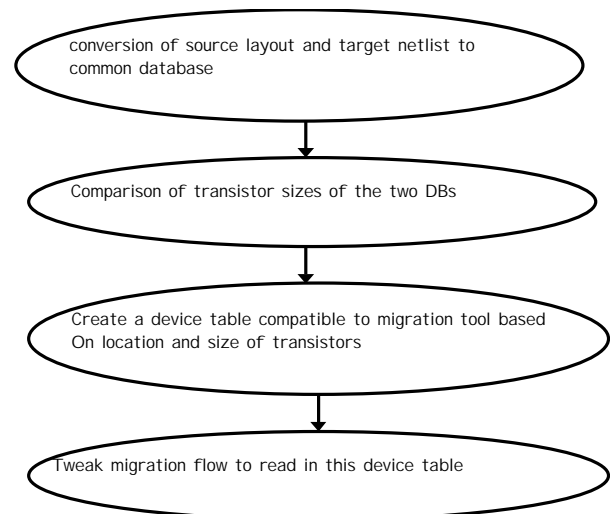 conversion of source layout and target netlist to
common database
Comparison of transistor sizes of the two DBs
Create a device table compatible to migration tool based
On location and size of transistors
Tweak migration flow to read in this device table